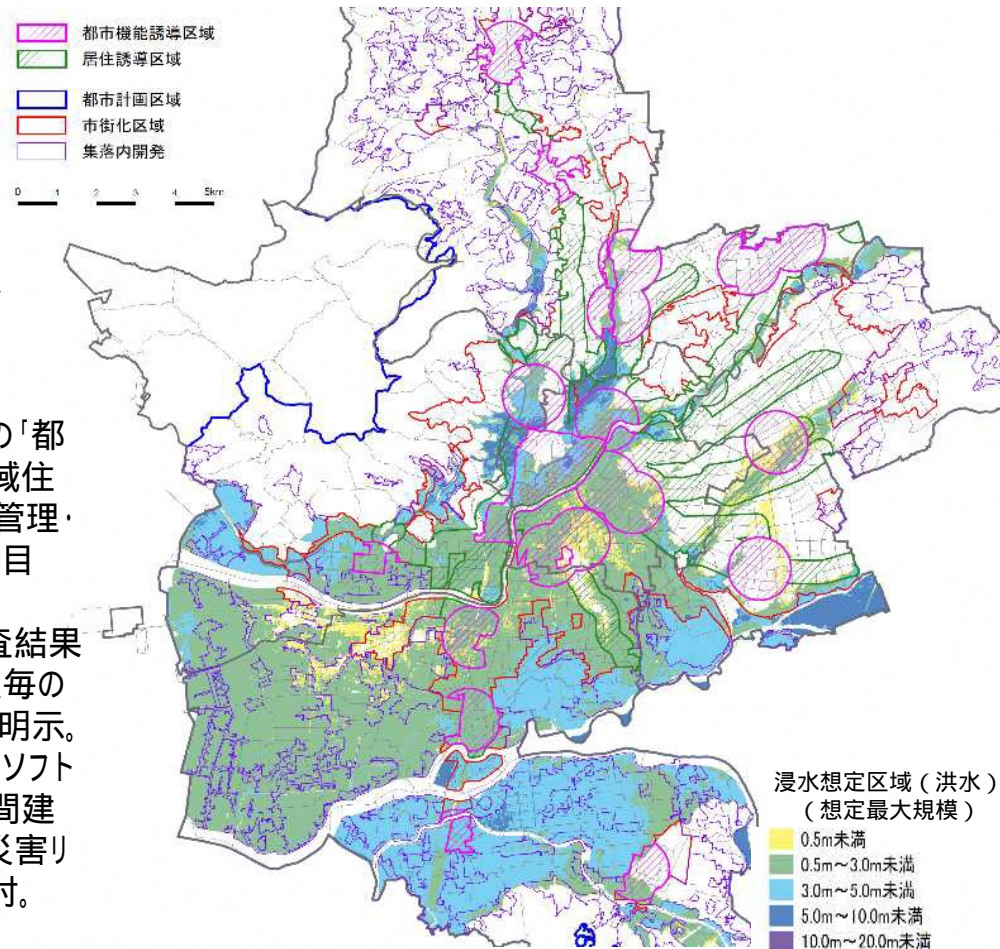 都市機能誘導区域
居住誘導区域
都市計画区域
市街化区域
集落内開発
0 1 2 3 4 5km
の「都
域住
管理・
目
査結果
毎の
明示。
ソフト
間建
災害リ
付。
浸水想定区域（洪水）
（想定最大規模）
0.5m未満
0.5m～3.0m未満
3.0m～5.0m未満
5.0m～10.0m未満
10.0m～20.0m未満